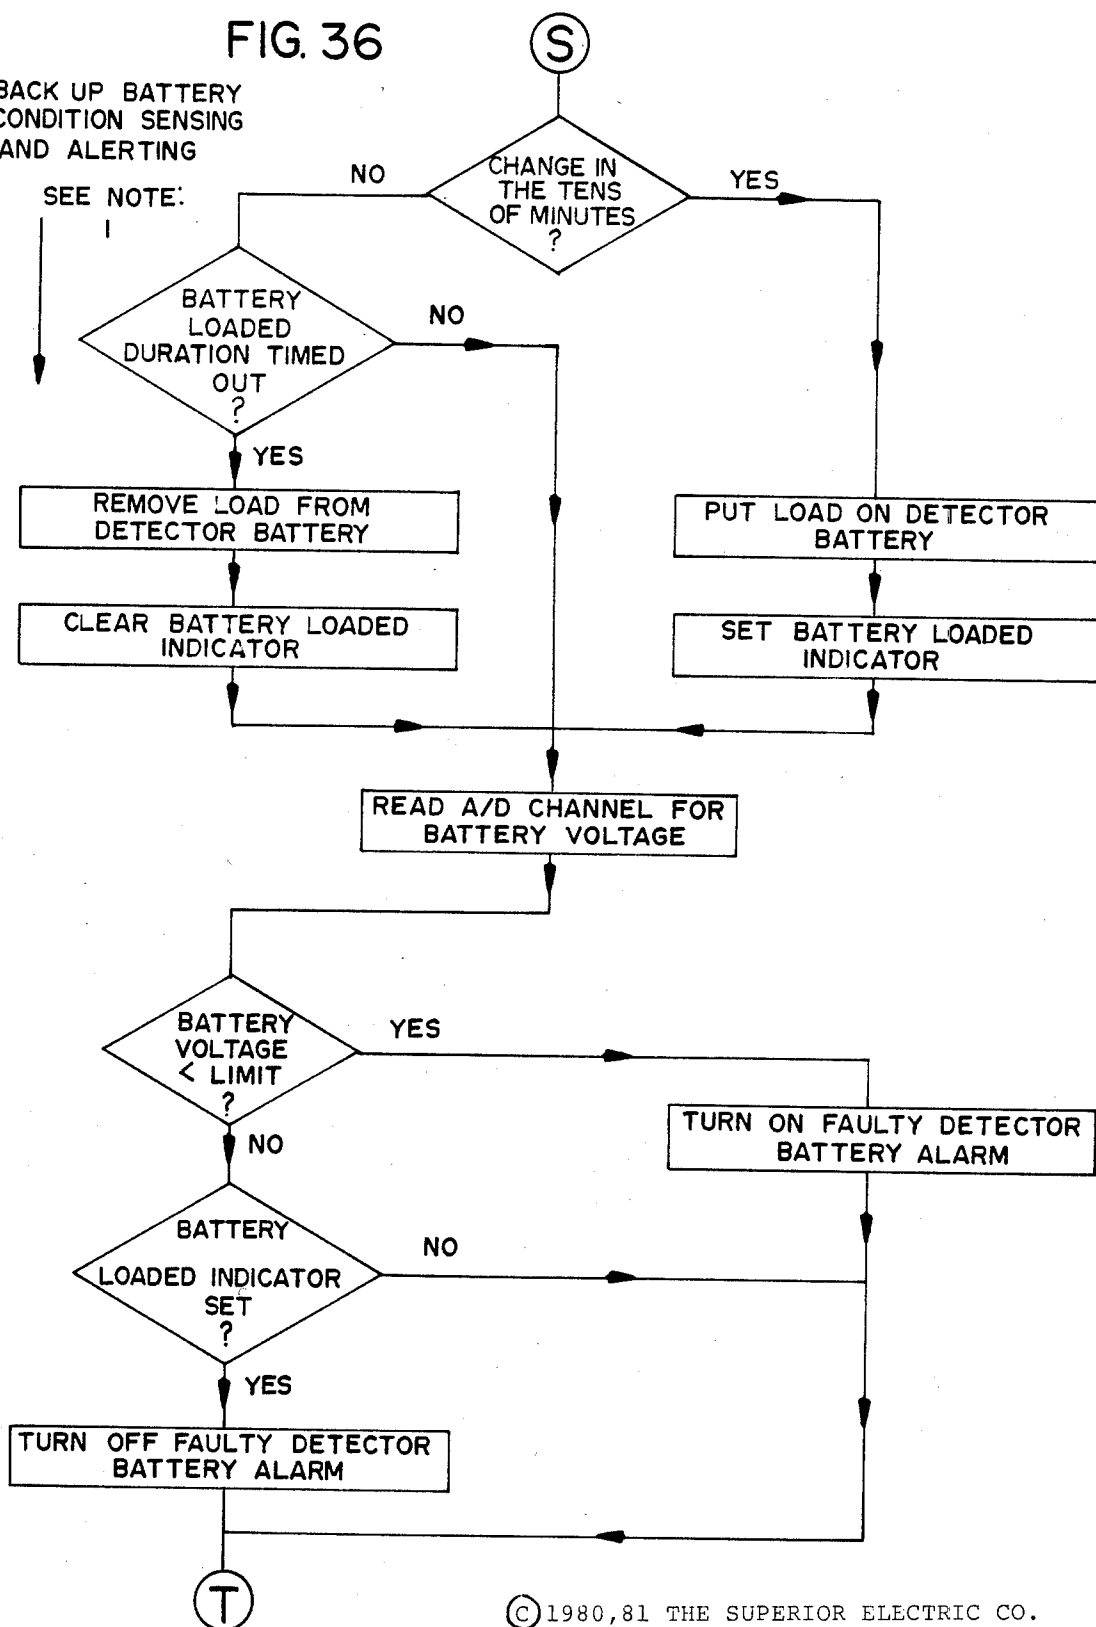 FIG. 36
S
BACK UP BATTERY
CONDITION SENSING
AND ALERTING
SEE NOTE:
1
CHANGE IN
THE TENS
OF MINUTES
?
NO
YES
BATTERY
LOADED
DURATION TIMED
OUT
?
NO
YES
REMOVE LOAD FROM
DETECTOR BATTERY
PUT LOAD ON DETECTOR
BATTERY
CLEAR BATTERY LOADED
INDICATOR
SET BATTERY LOADED
INDICATOR
READ A/D CHANNEL FOR
BATTERY VOLTAGE
BATTERY
VOLTAGE
< LIMIT
?
YES
NO
TURN ON FAULTY DETECTOR
BATTERY ALARM
BATTERY
LOADED INDICATOR
SET
?
NO
YES
TURN OFF FAULTY DETECTOR
BATTERY ALARM
T
©1980,81 THE SUPERIOR ELECTRIC CO.